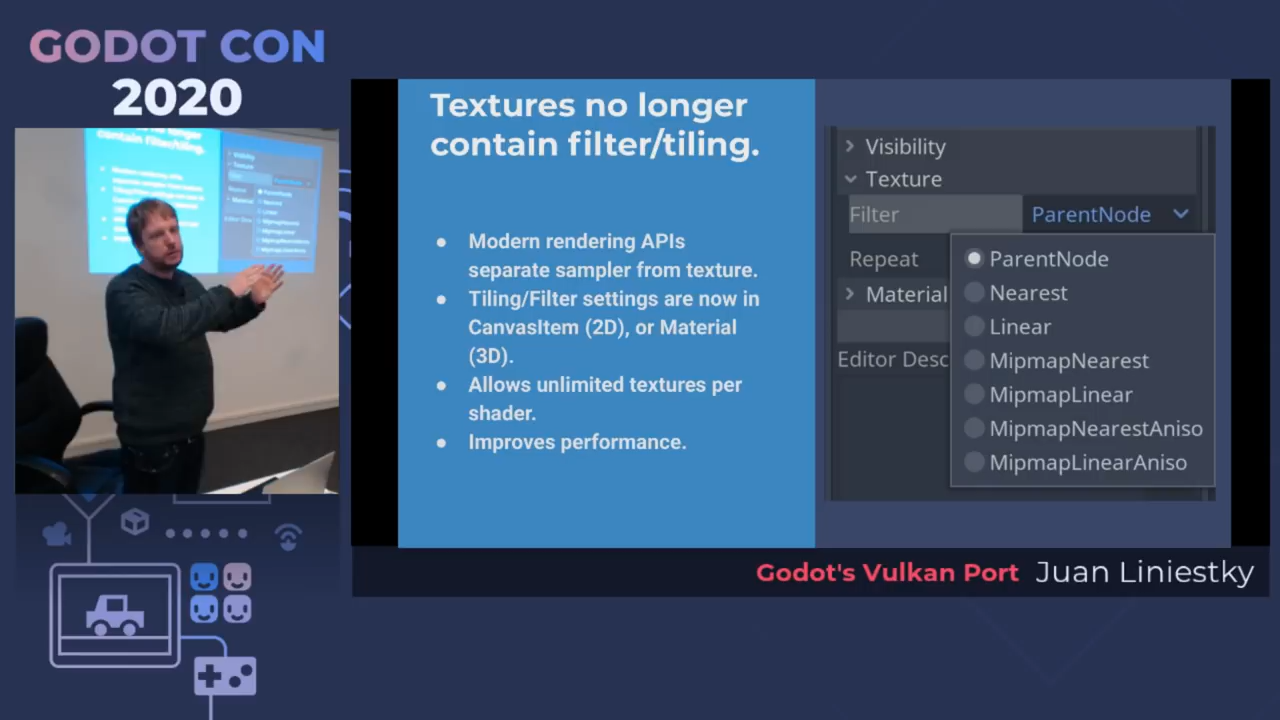 GODOT CON
2020
Textures no longer
contain filter/tiling.
● Modern rendering APIs
separate sampler from texture.
● Tiling/Filter settings are now in
CanvasItem (2D), or Material
(3D).
● Allows unlimited textures per
shader.
● Improves performance.
Visibility
Texture
Filter ParentNode
Repeat
Material
Editor Desc
ParentNode
Nearest
Linear
MipmapNearest
MipmapLinear
MipmapNearestAniso
MipmapLinearAniso
Godot's Vulkan Port Juan Liniestky